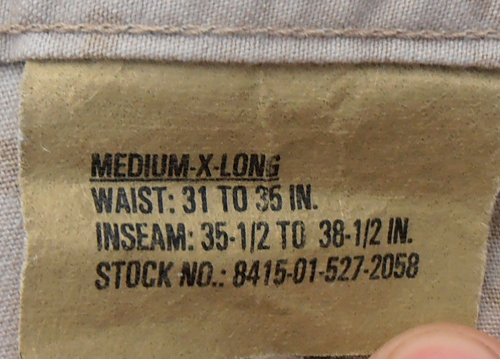 MEDIUM-X-LONG
WAIST: 31 TO 35 IN.
INSEAM: 35-1/2 TO 38-1/2 IN.
STOCK NO.: 8415-01-527-2058